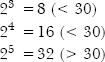 2³ = 8 (< 30)
2⁴ = 16 (< 30)
2⁵ = 32 (> 30)